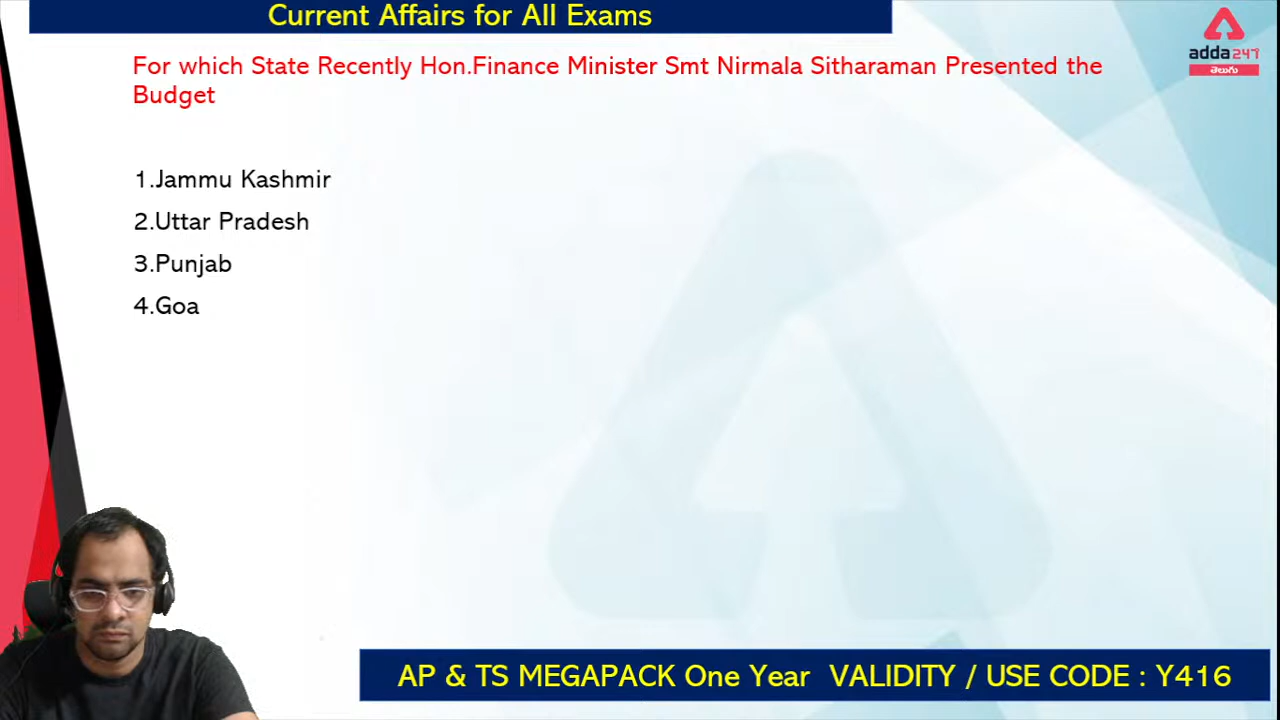 Current Affairs for All Exams
adda247
తెలుగు
For which State Recently Hon.Finance Minister Smt Nirmala Sitharaman Presented the
Budget
1.Jammu Kashmir
2.Uttar Pradesh
3.Punjab
4.Goa
AP & TS MEGAPACK One Year VALIDITY / USE CODE : Y416